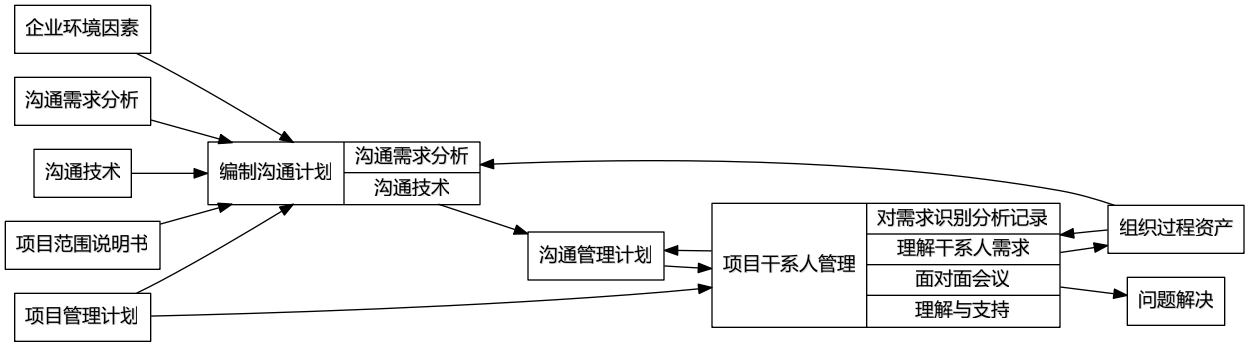 企业环境因素
沟通需求分析
沟通技术
项目范围说明书
项目管理计划
编制沟通计划
沟通需求分析
沟通技术
沟通管理计划
项目干系人管理
对需求识别分析记录
理解干系人需求
面对面会议
理解与支持
组织过程资产
问题解决